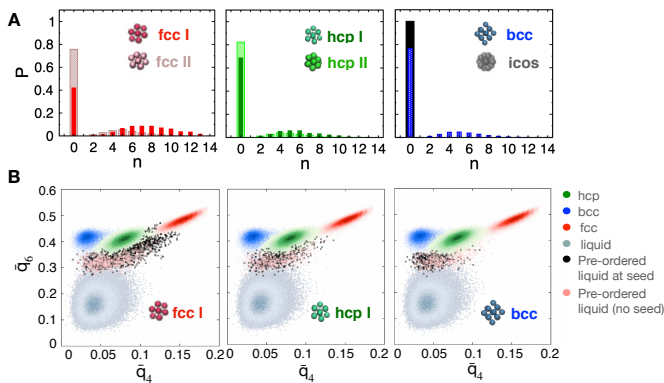 A
P
1
0.8
0.6
0.4
0.2
0
fcc I
fcc II
0 2 4 6 8 10 12 14
n
hcp I
hcp II
0 2 4 6 8 10 14
n
bcc
icos
0 2 4 6 8 10 12 14
n
B
q̄6
0.6
0.5
0.4
0.3
0.2
0.1
0
fcc I
0 0.05 0.1 0.15 0.2
q̄4
hcp I
0.05 0.1 0.15 0.2
q̄4
bcc
0 0.05 0.1 0.15 0.2
q̄4
hcp
bcc
fcc
liquid
Pre-ordered
liquid at seed
Pre-ordered
liquid (no seed)